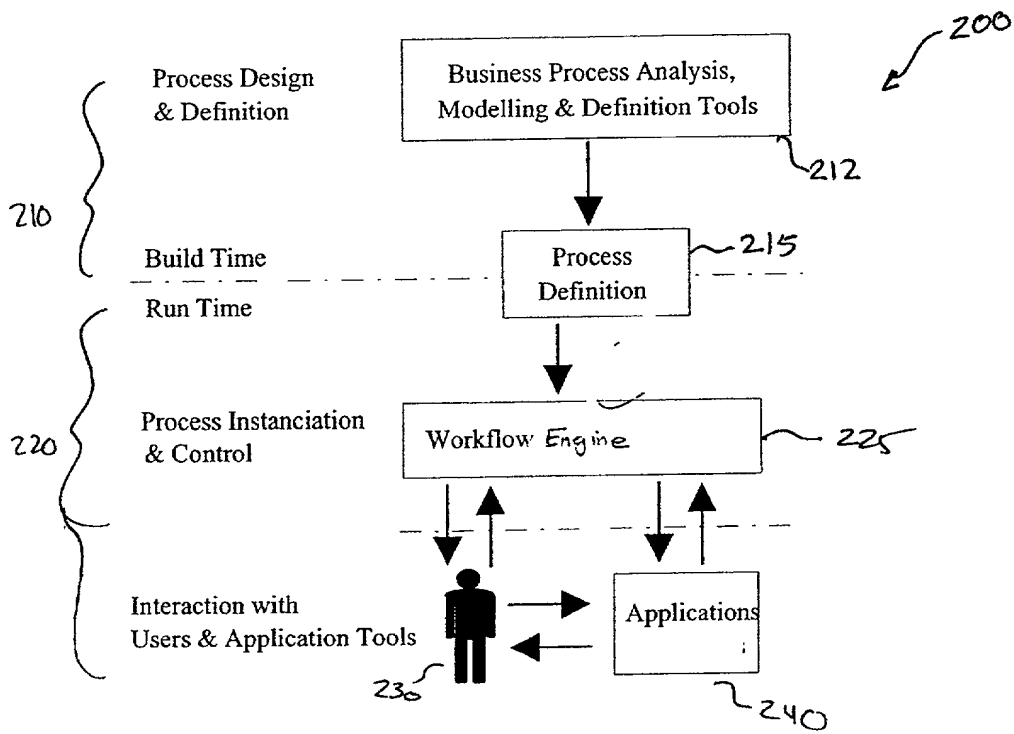 200
Process Design
& Definition
Business Process Analysis,
Modelling & Definition Tools
212
210
215
Build Time
Process
Definition
Run Time
Process Instanciation
& Control
220
Workflow Engine
225
Interaction with
Users & Application Tools
Applications
230
240